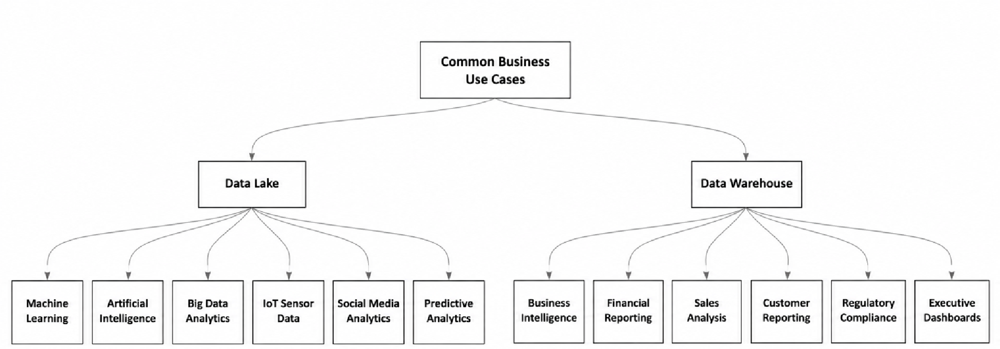 Common Business
Use Cases
Data Lake
Data Warehouse
Machine
Learning
Artificial
Intelligence
Big Data
Analytics
IoT Sensor
Data
Social Media
Analytics
Predictive
Analytics
Business
Intelligence
Financial
Reporting
Sales
Analysis
Customer
Reporting
Regulatory
Compliance
Executive
Dashboards